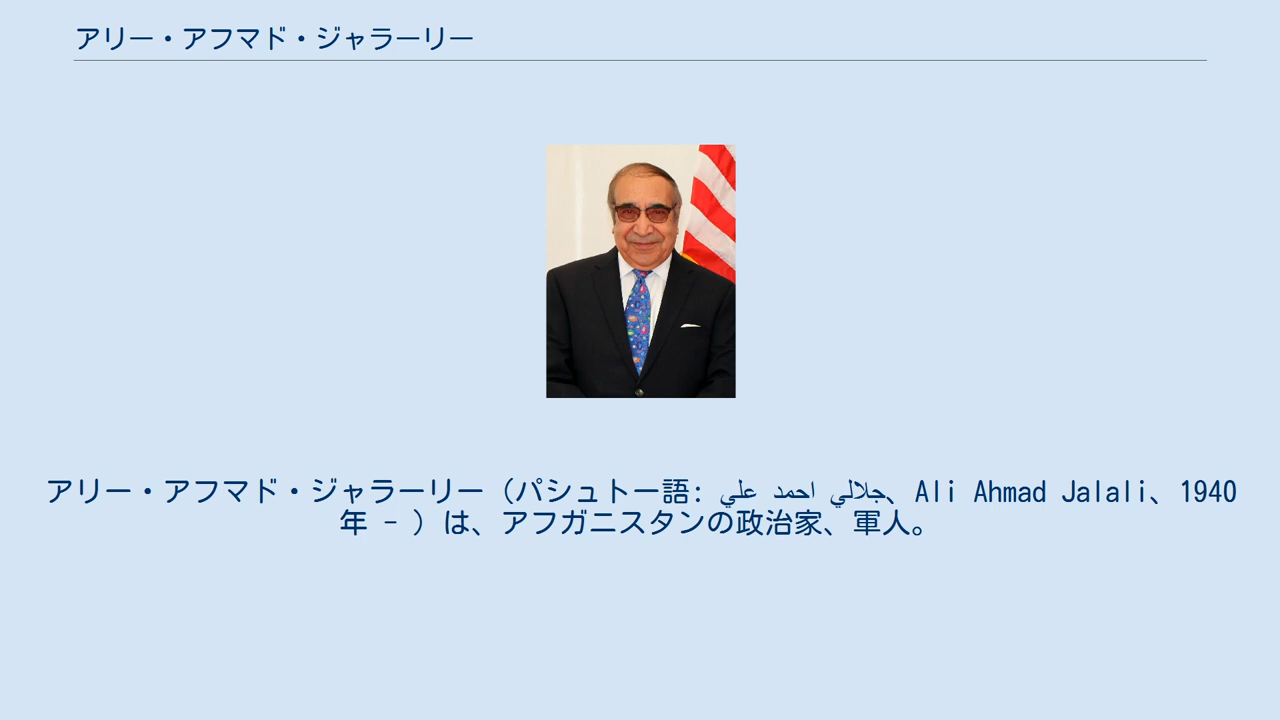 アリー・アフマド・ジャラーリー
アリー・アフマド・ジャラーリー（パシュトー語: علي احمد جلالي、Ali Ahmad Jalali、1940
年 - ）は、アフガニスタンの政治家、軍人。